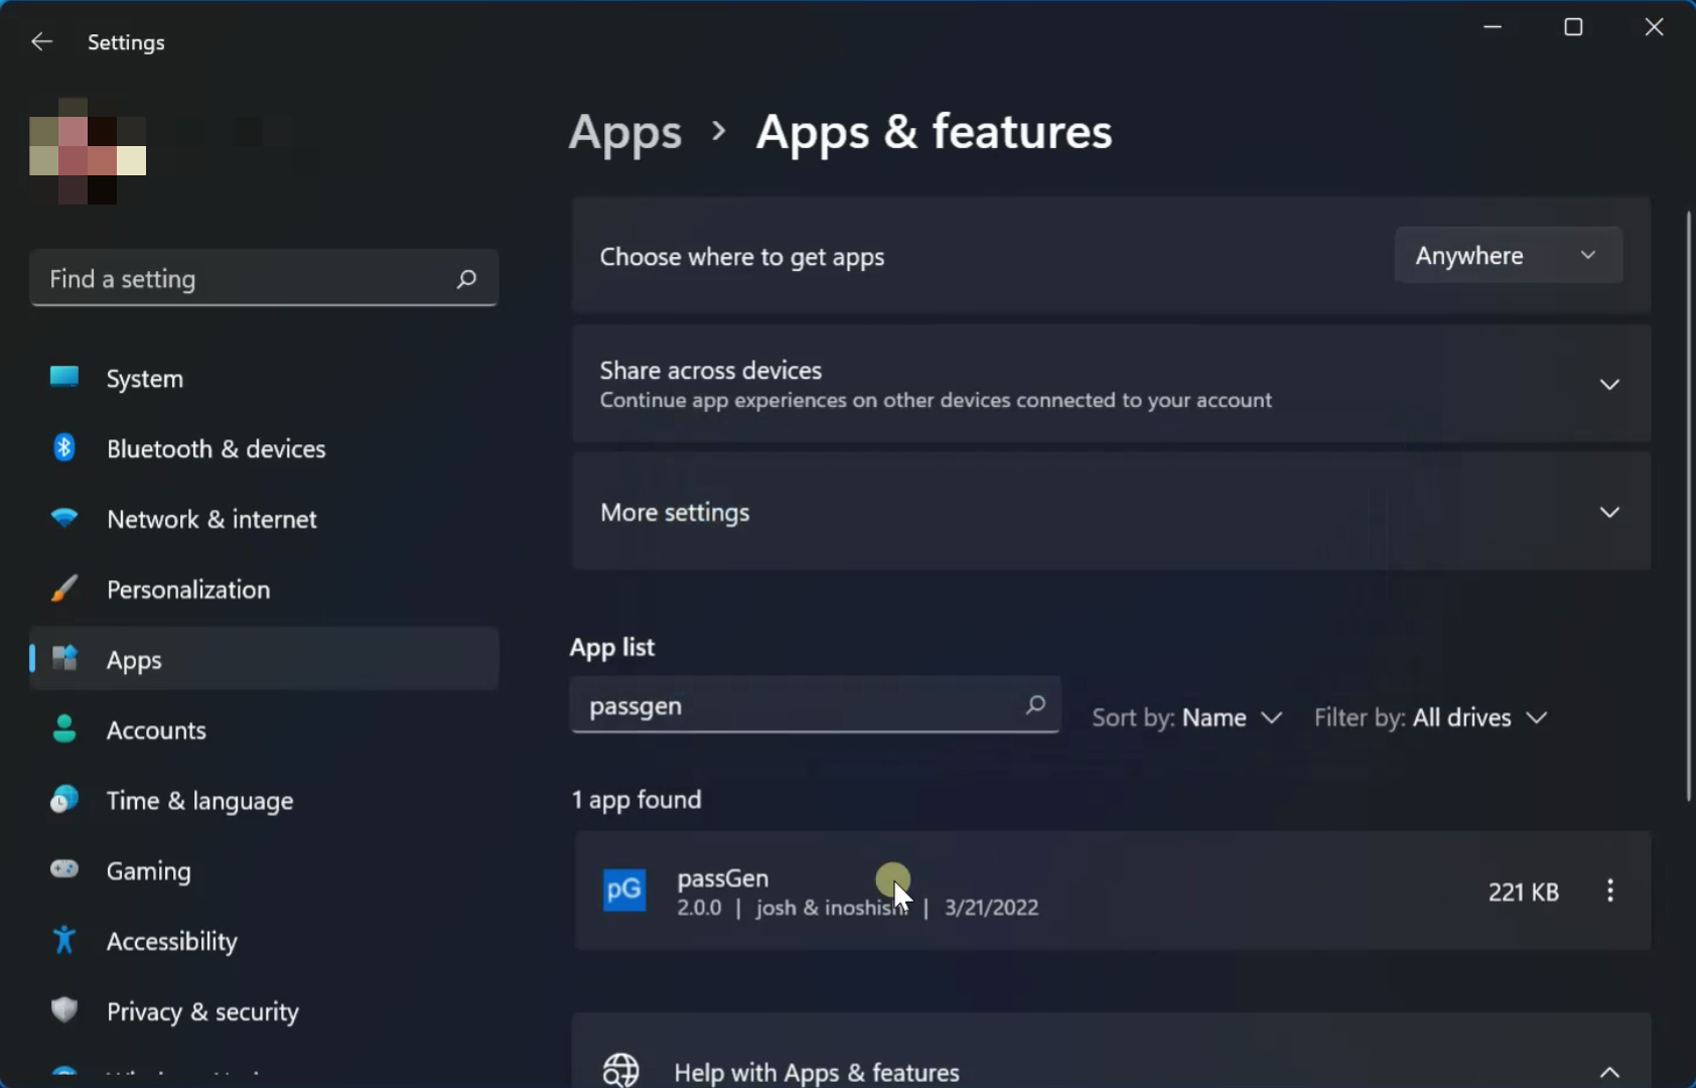 Settings
Apps > Apps & features
Choose where to get apps
Anywhere
Find a setting
Share across devices
Continue app experiences on other devices connected to your account
System
Bluetooth & devices
Network & internet
Personalization
Apps
Accounts
Time & language
Gaming
Accessibility
Privacy & security
More settings
App list
passgen
Sort by: Name
Filter by: All drives
1 app found
pG
passGen
2.0.0 | josh & inoshishi | 3/21/2022
221 KB
Help with Apps & features